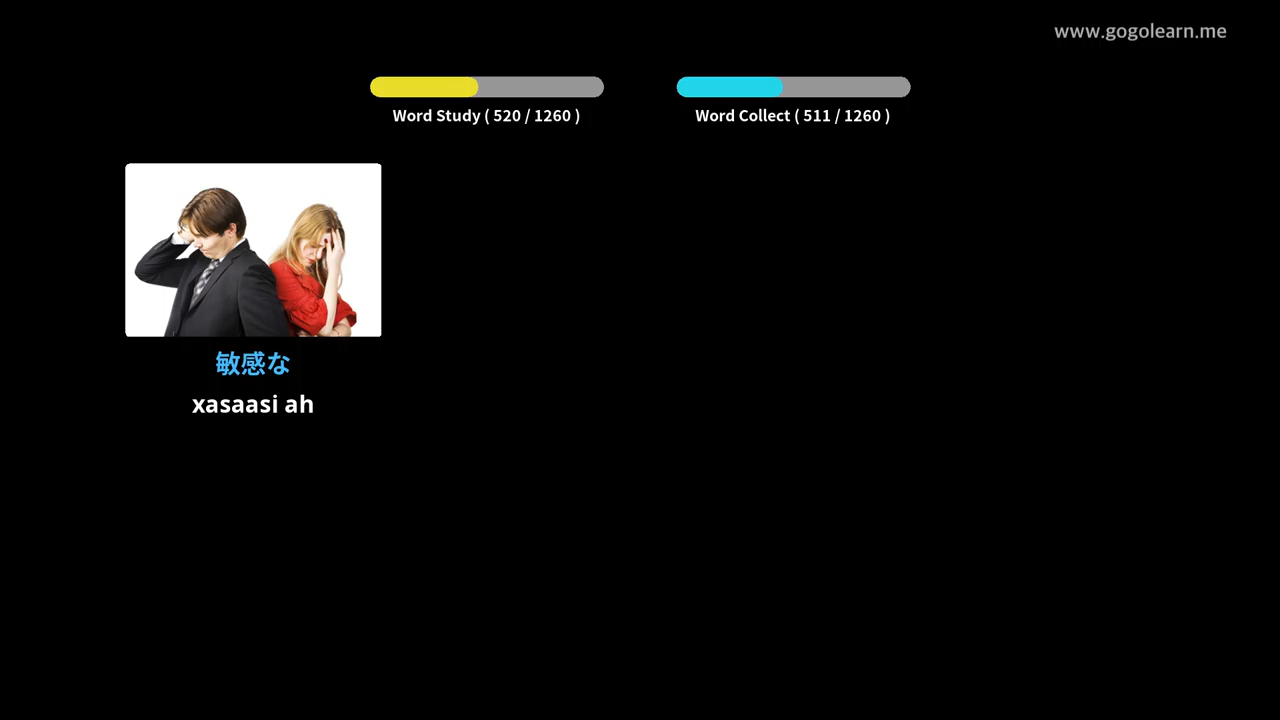 www.gogolearn.me
Word Study ( 520 / 1260 )
Word Collect ( 511 / 1260 )
敏感な
xasaasi ah